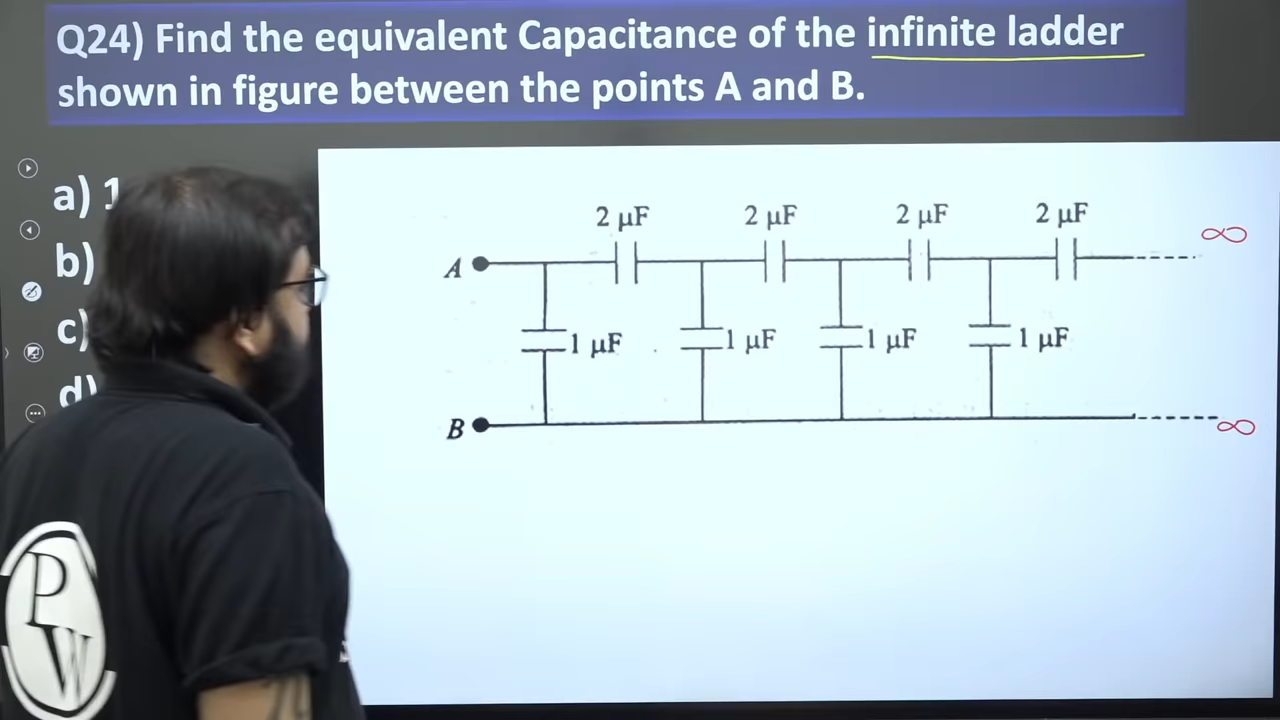 Q24) Find the equivalent Capacitance of the infinite ladder
shown in figure between the points A and B.
a) 1
b)
c)
d)
2 µF 2 µF 2 µF 2 µF
∞
A
1 µF 1 µF 1 µF 1 µF
B
∞
P
W